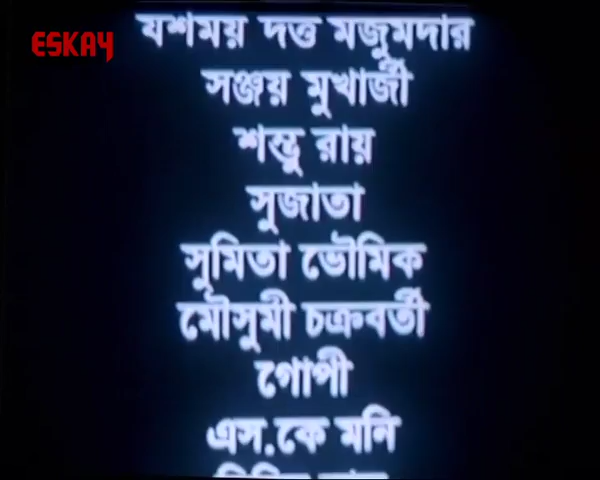 ESKAY
যশময় দত্ত মজুমদার
সঞ্জয় মুখার্জী
শম্ভু রায়
সুজাতা
সুমিতা ভৌমিক
মৌসুমী চক্রবর্তী
গোপী
এস.কে মনি